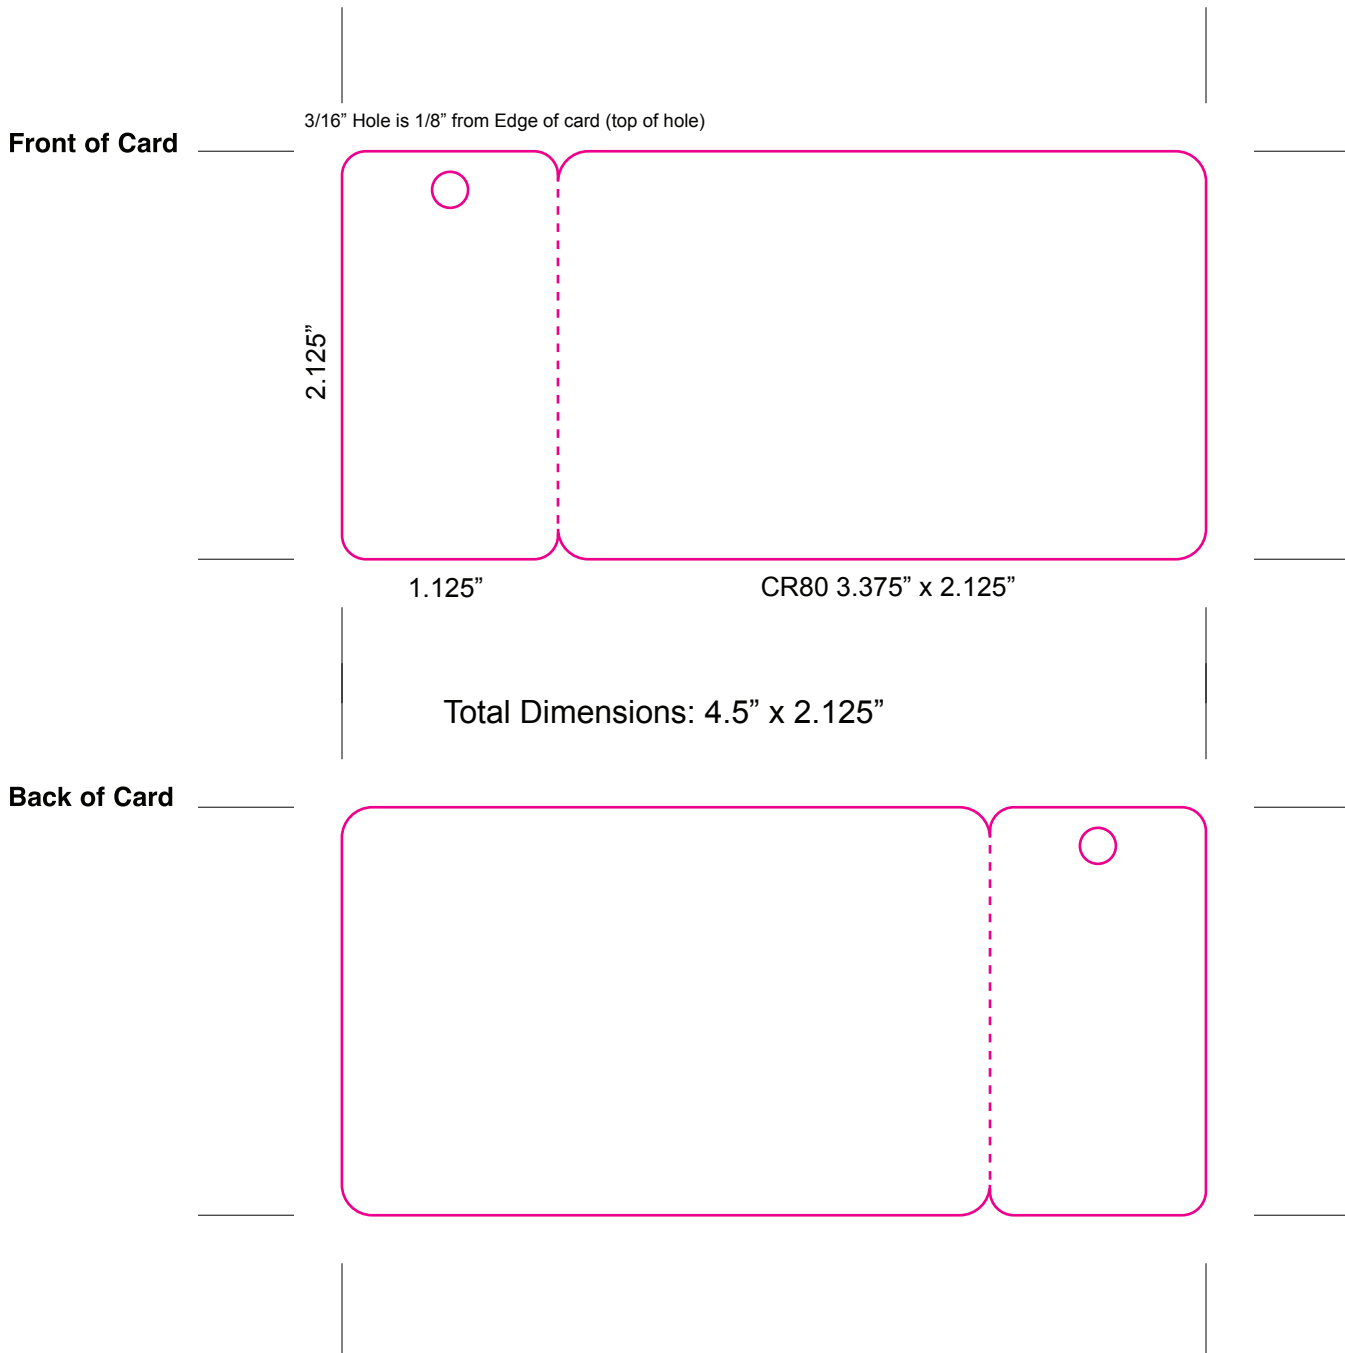 3/16” Hole is 1/8” from Edge of card (top of hole)
Front of Card
2.125”
1.125”
CR80 3.375” x 2.125”
Total Dimensions: 4.5” x 2.125”
Back of Card